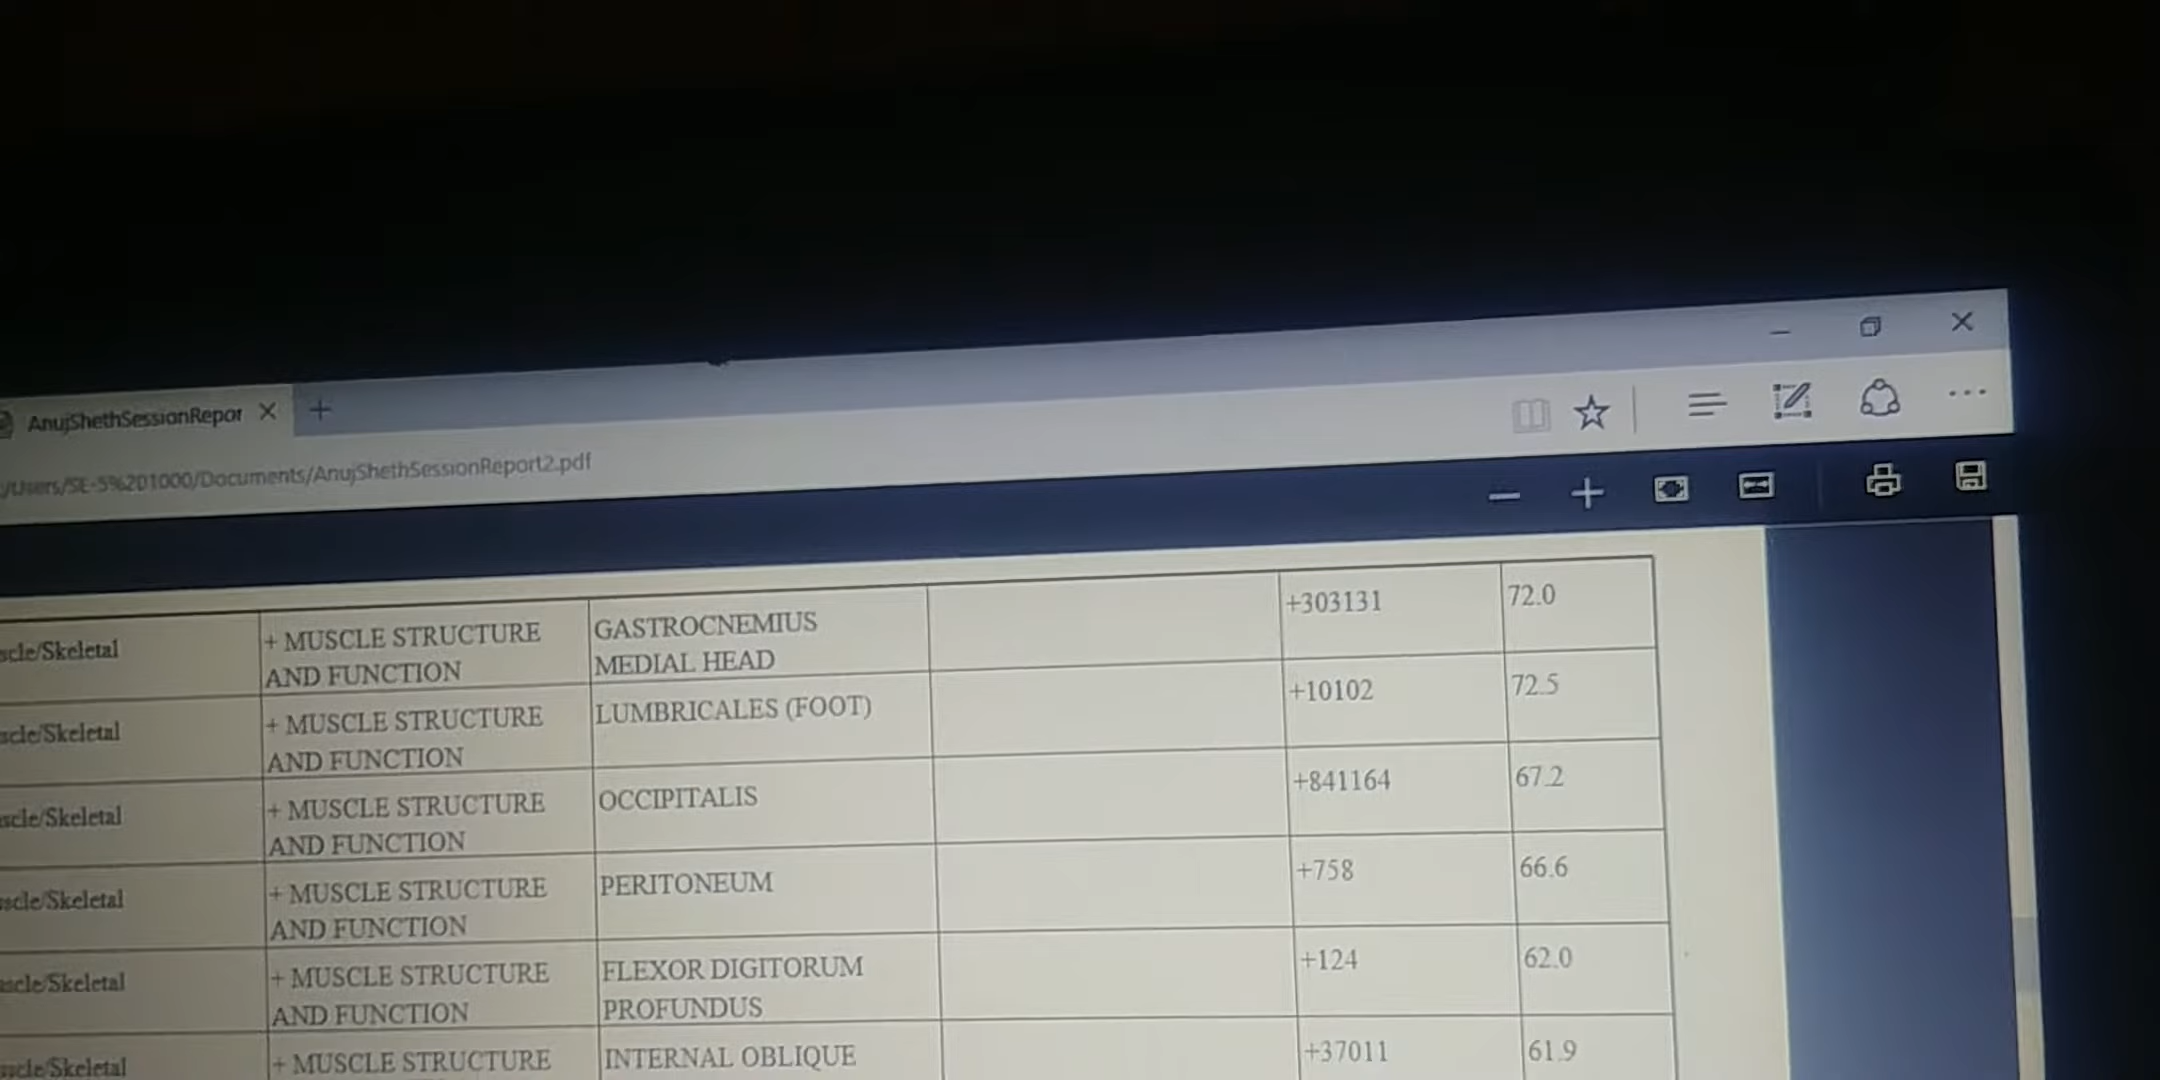 AnujShethSessionRepor
/Users/SE-5%201000/Documents/AnujShethSessionReport2.pdf
scle/Skeletal + MUSCLE STRUCTURE AND FUNCTION GASTROCNEMIUS MEDIAL HEAD +303131 72.0
scle/Skeletal + MUSCLE STRUCTURE AND FUNCTION LUMBRICALES (FOOT) +10102 72.5
scle/Skeletal + MUSCLE STRUCTURE AND FUNCTION OCCIPITALIS +841164 67.2
scle/Skeletal + MUSCLE STRUCTURE AND FUNCTION PERITONEUM +758 66.6
scle/Skeletal + MUSCLE STRUCTURE AND FUNCTION FLEXOR DIGITORUM PROFUNDUS +124 62.0
scle/Skeletal + MUSCLE STRUCTURE INTERNAL OBLIQUE +37011 61.9